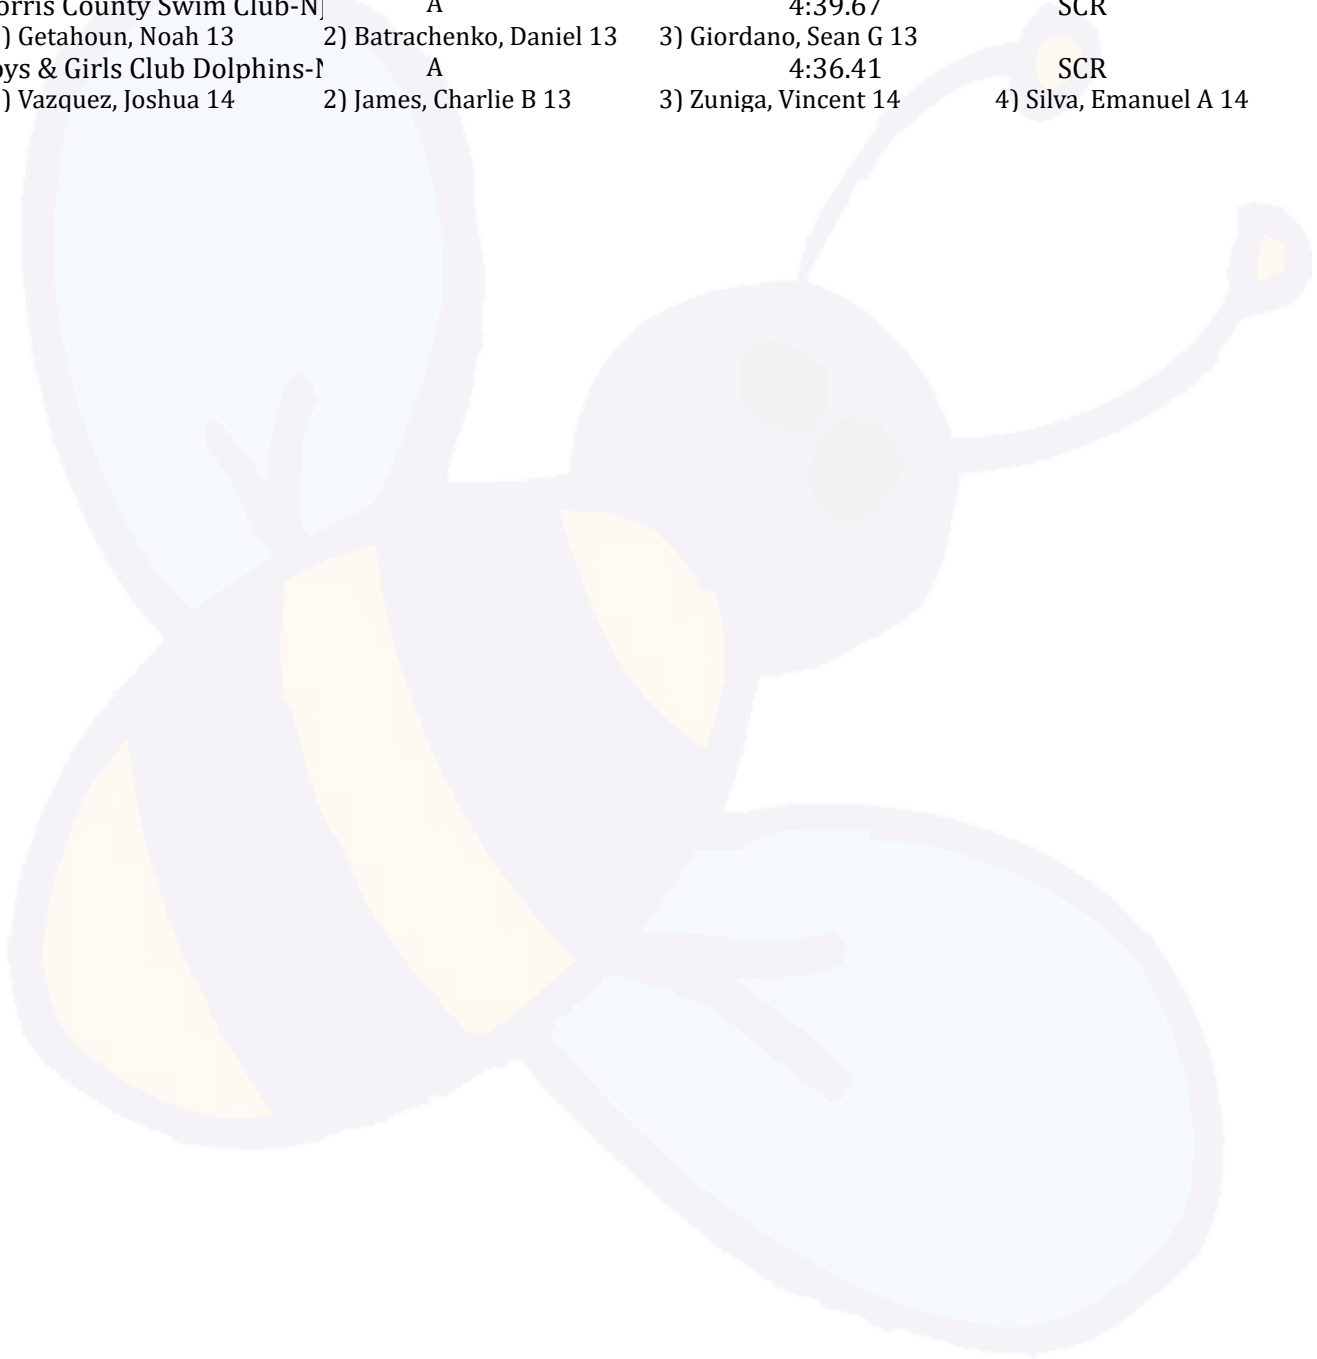 orris County Swim Club-NJ A 4:39.67 SCR
) Getahoun, Noah 13 2) Batrachenko, Daniel 13 3) Giordano, Sean G 13
oys & Girls Club Dolphins-N A 4:36.41 SCR
) Vazquez, Joshua 14 2) James, Charlie B 13 3) Zuniga, Vincent 14 4) Silva, Emanuel A 14